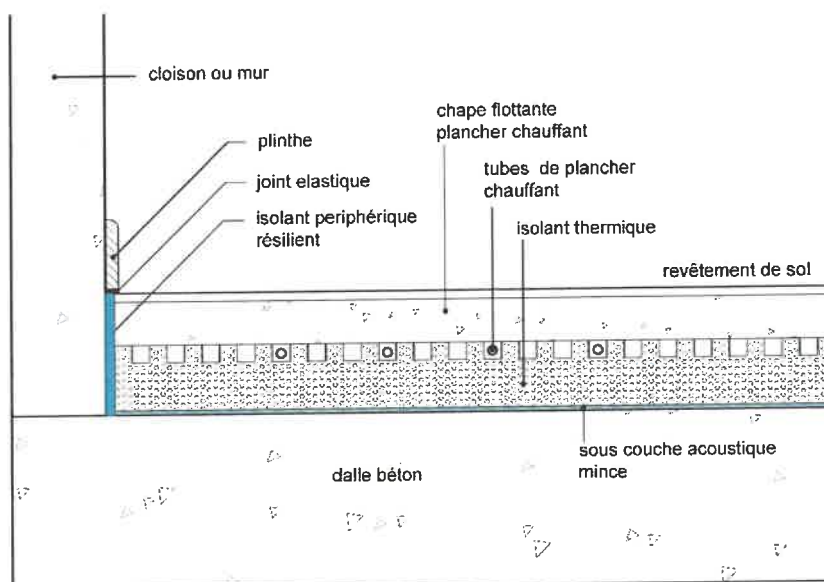 cloison ou mur
plinthe
joint elastique
isolant periphérique
résilient
chape flottante
plancher chauffant
tubes de plancher
chauffant
isolant thermique
revêtement de sol
sous couche acoustique
mince
dalle béton